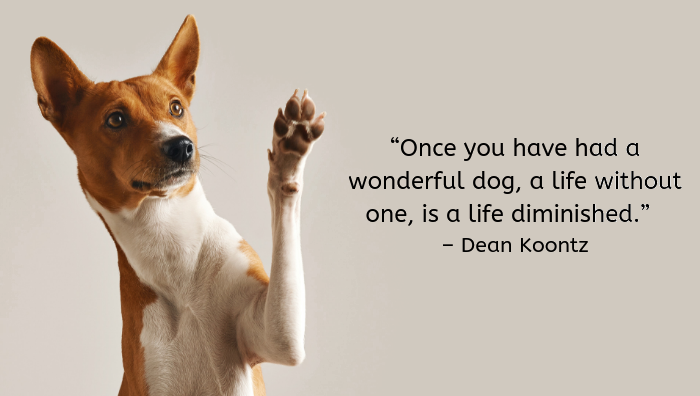 “Once you have had a
wonderful dog, a life without
one, is a life diminished.”
– Dean Koontz